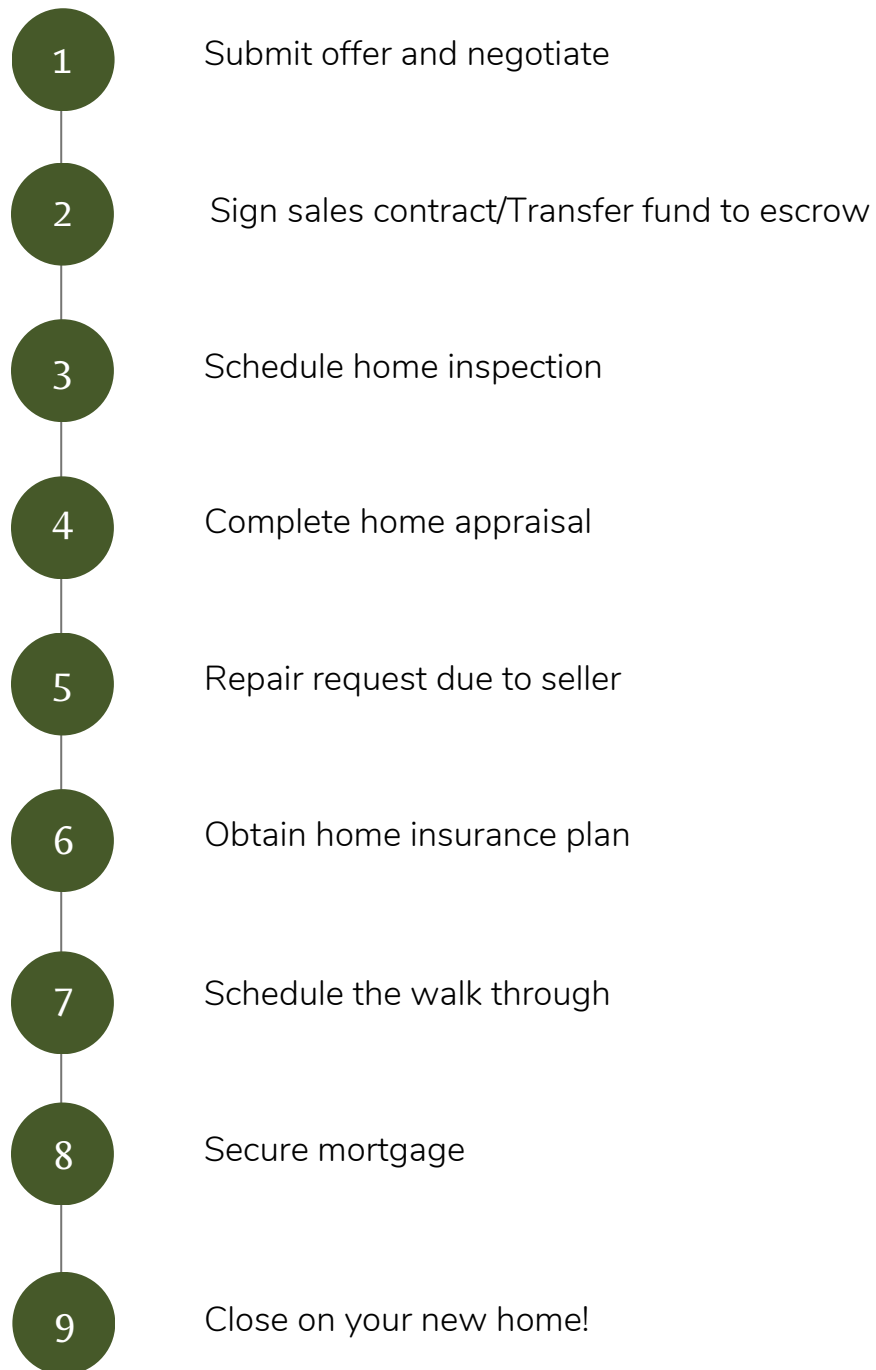 1 Submit offer and negotiate
2 Sign sales contract/Transfer fund to escrow
3 Schedule home inspection
4 Complete home appraisal
5 Repair request due to seller
6 Obtain home insurance plan
7 Schedule the walk through
8 Secure mortgage
9 Close on your new home!